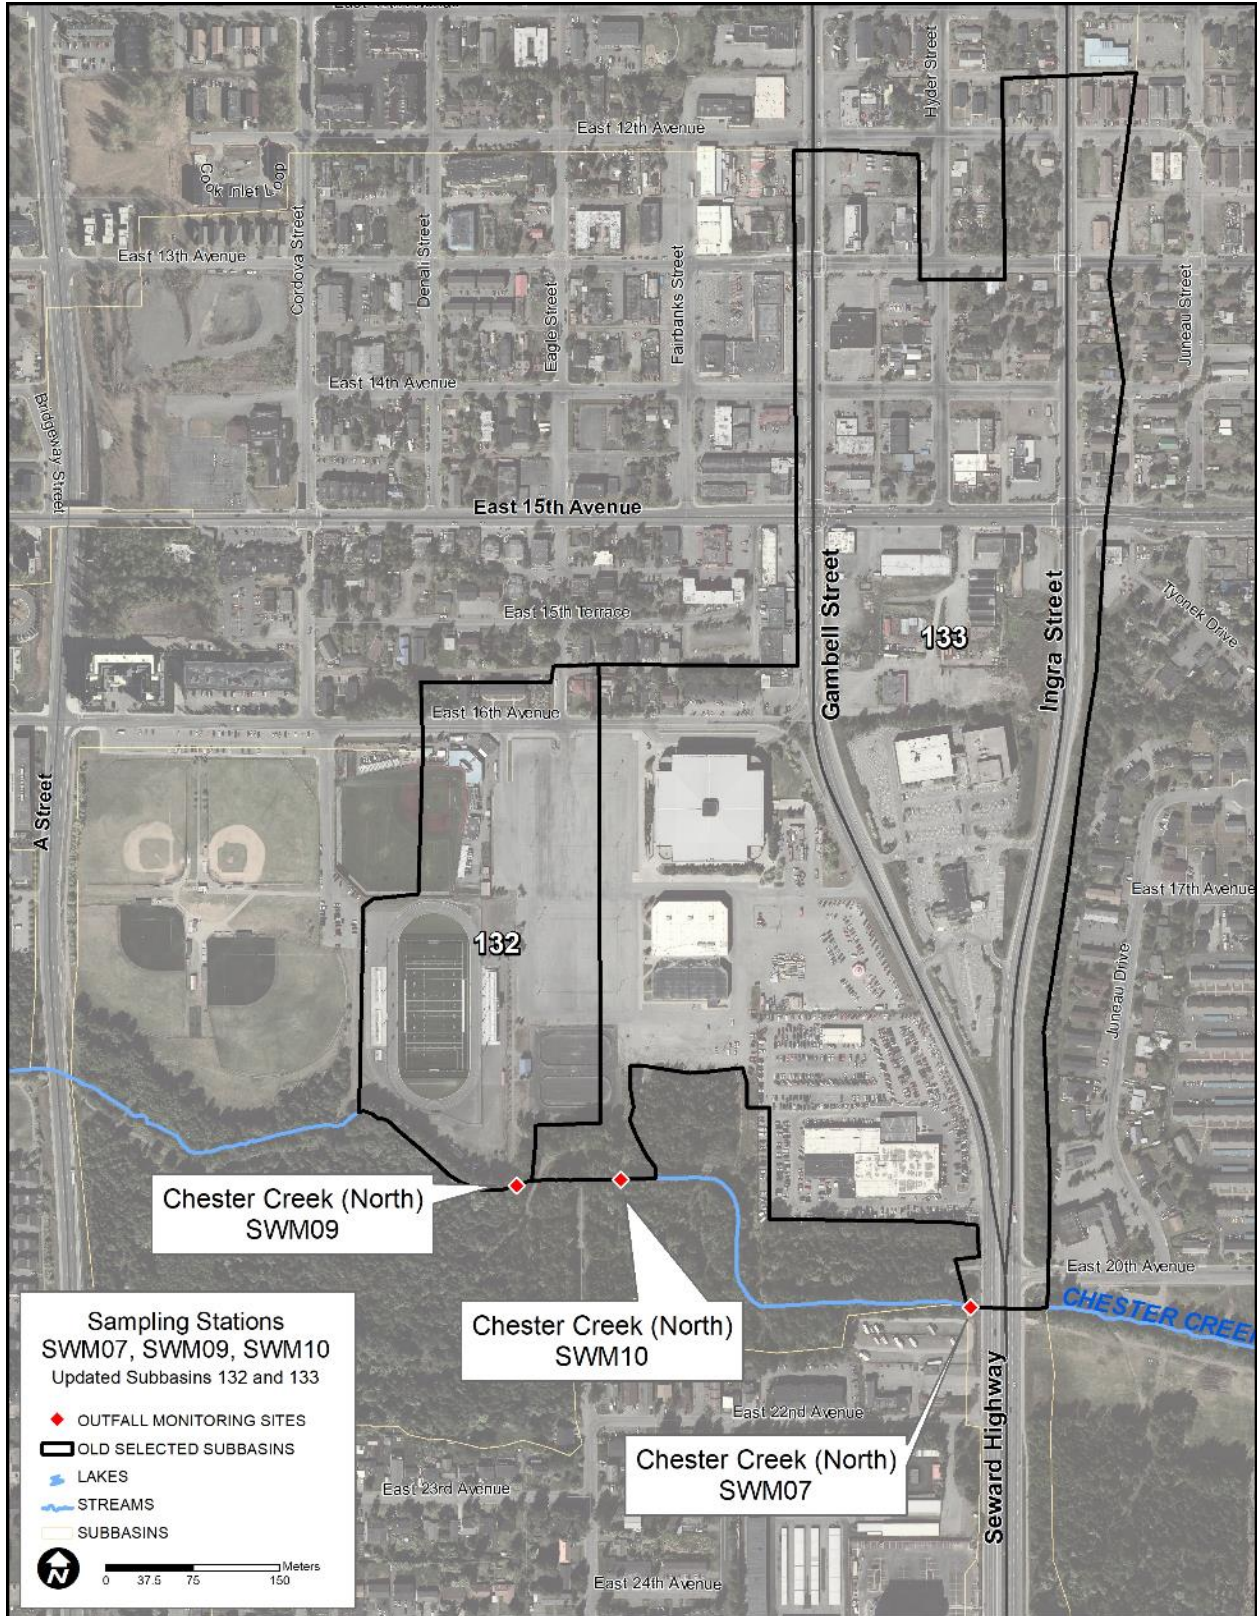 Hyder Street
East 12th Avenue
Cook Inlet Loop
Cordova Street
Denali Street
East 13th Avenue
Eagle Street
Fairbanks Street
Juneau Street
East 14th Avenue
Bridgeway Street
East 15th Avenue
Gambell Street
Ingra Street
Tyonek Drive
East 15th Terrace
133
East 16th Avenue
A Street
132
East 17th Avenue
Juneau Drive
Chester Creek (North)
SWM09
East 20th Avenue
CHESTER CREEK
Chester Creek (North)
SWM10
Seward Highway
East 22nd Avenue
Chester Creek (North)
SWM07
East 23rd Avenue
East 24th Avenue
Sampling Stations
SWM07, SWM09, SWM10
Updated Subbasins 132 and 133
OUTFALL MONITORING SITES
OLD SELECTED SUBBASINS
LAKES
STREAMS
SUBBASINS
N
Meters
0 37.5 75 150